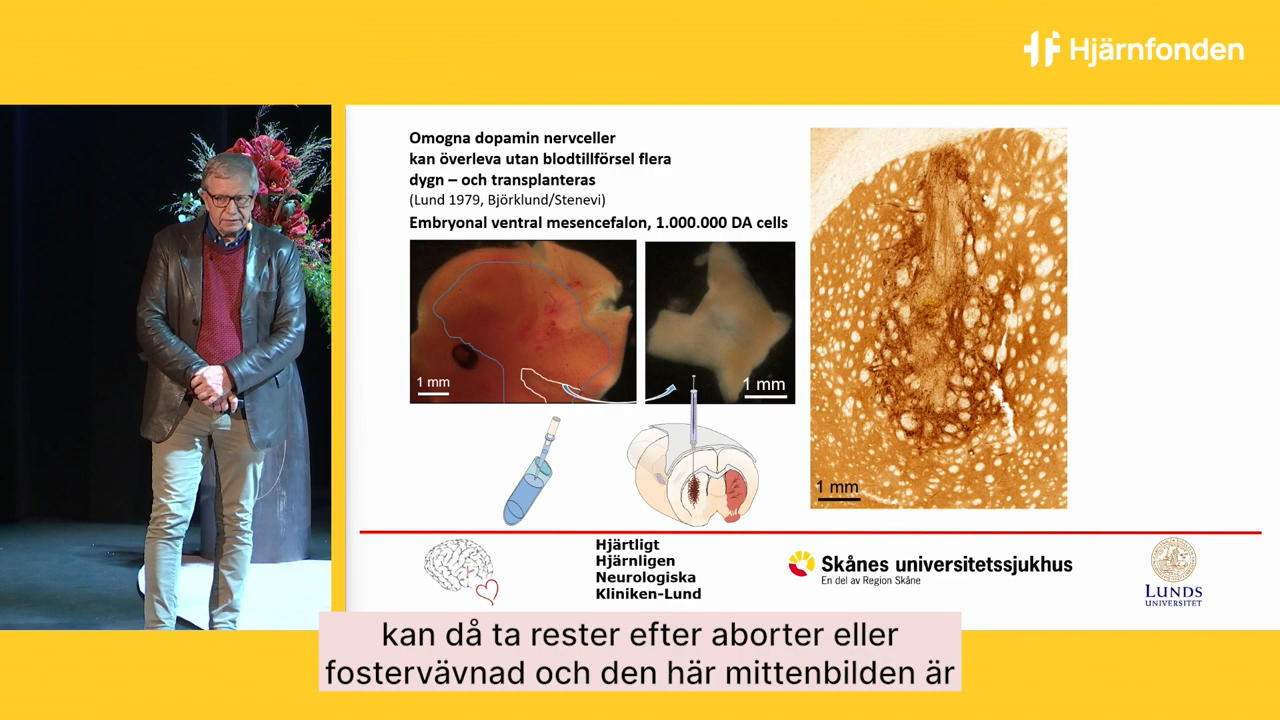 Hjärnfonden
Omogna dopamin nervceller
kan överleva utan blodtillförsel flera
dygn – och transplanteras
(Lund 1979, Björklund/Stenevi)
Embryonal ventral mesencefalon, 1.000.000 DA cells
1 mm
1 mm
1 mm
Hjärtligt
Hjärnligen
Neurologiska
Kliniken-Lund
Skånes universitetssjukhus
En del av Region Skåne
LUNDS
UNIVERSITET
kan då ta rester efter aborter eller
fostervävnad och den här mittenbilden är